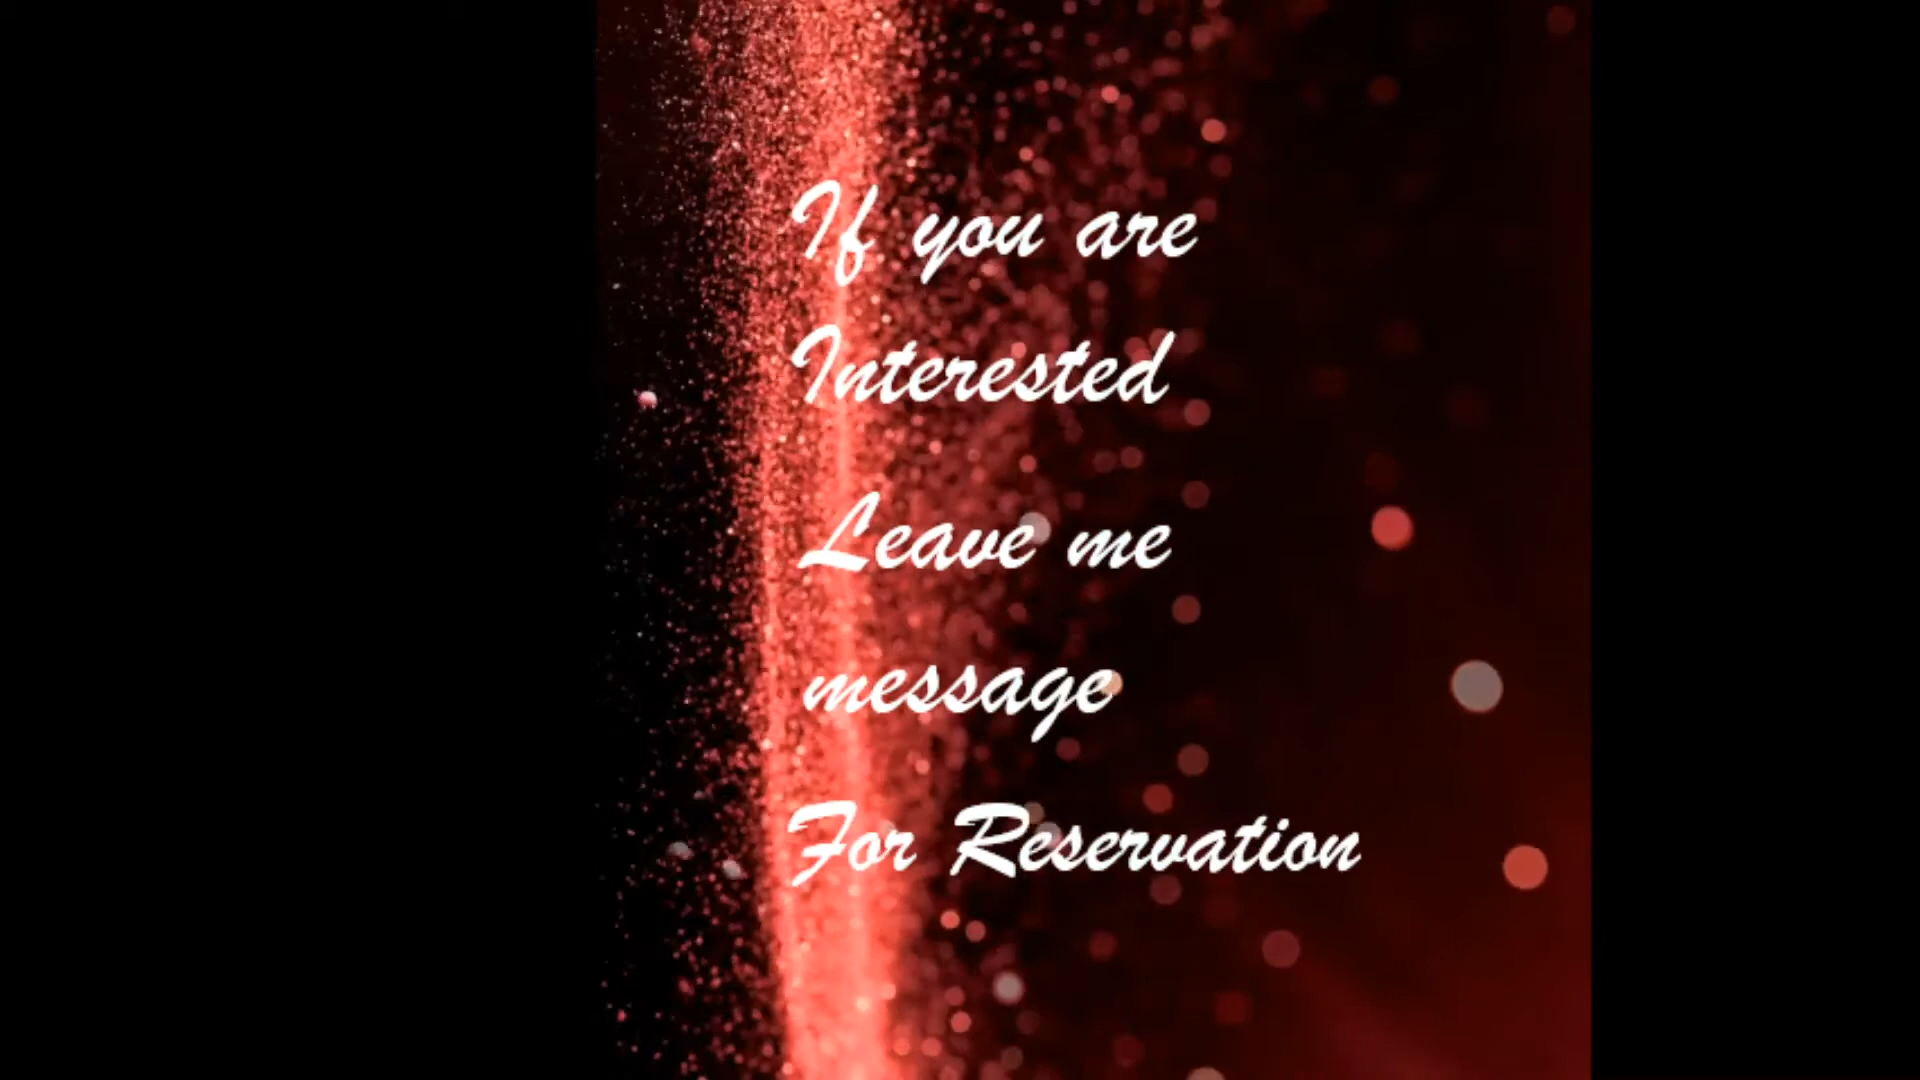 If you are
Interested
Leave me
message
For Reservation